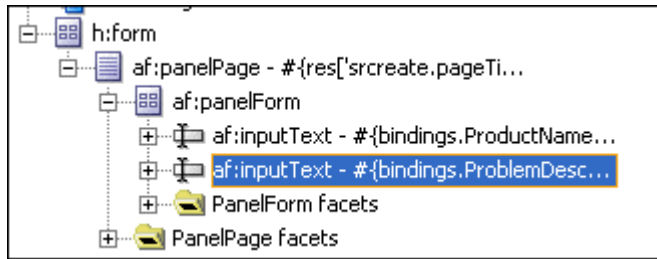 h:form
af:panelPage - #{res['srcreate.pageTi...
af:panelForm
af:inputText - #{bindings.ProductName...
af:inputText - #{bindings.ProblemDesc...
PanelForm facets
PanelPage facets